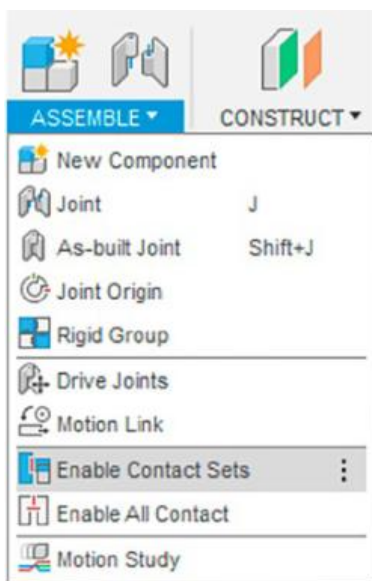 ASSEMBLE ▾ CONSTRUCT ▾
New Component
Joint J
As-built Joint Shift+J
Joint Origin
Rigid Group
Drive Joints
Motion Link
Enable Contact Sets
Enable All Contact
Motion Study